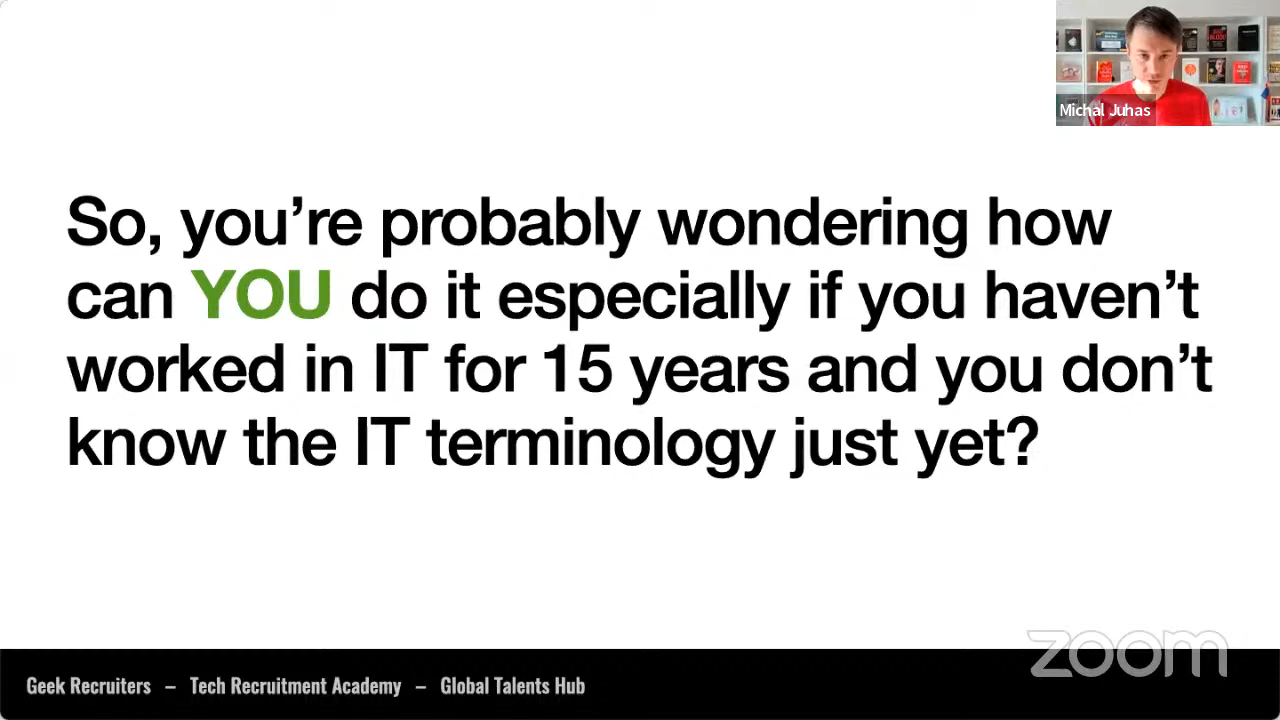 Michal Juhas
So, you’re probably wondering how
can YOU do it especially if you haven’t
worked in IT for 15 years and you don’t
know the IT terminology just yet?
zoom
Geek Recruiters – Tech Recruitment Academy – Global Talents Hub